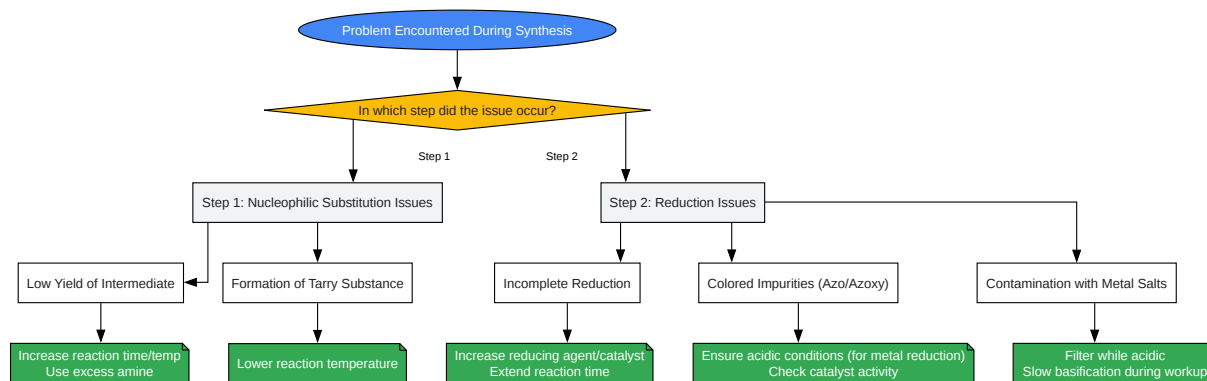 Problem Encountered During Synthesis
In which step did the issue occur?
Step 1
Step 2
Step 1: Nucleophilic Substitution Issues
Step 2: Reduction Issues
Low Yield of Intermediate
Formation of Tarry Substance
Incomplete Reduction
Colored Impurities (Azo/Azoxy)
Contamination with Metal Salts
Increase reaction time/temp
Use excess amine
Lower reaction temperature
Increase reducing agent/catalyst
Extend reaction time
Ensure acidic conditions (for metal reduction)
Check catalyst activity
Filter while acidic
Slow basification during workup